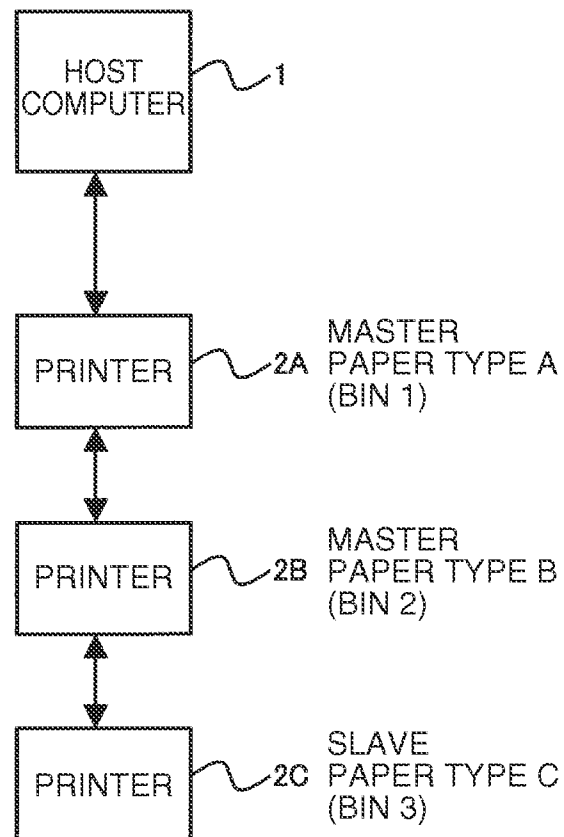 HOST
COMPUTER
1
PRINTER
2A
MASTER
PAPER TYPE A
(BIN 1)
PRINTER
2B
MASTER
PAPER TYPE B
(BIN 2)
PRINTER
2C
SLAVE
PAPER TYPE C
(BIN 3)